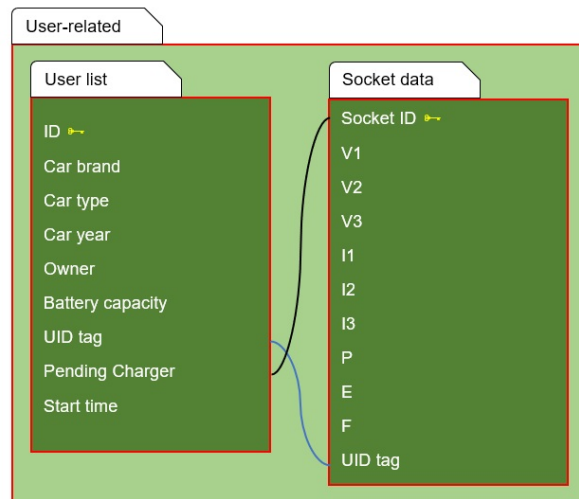 User-related
User list
ID
Car brand
Car type
Car year
Owner
Battery capacity
UID tag
Pending Charger
Start time
Socket data
Socket ID
V1
V2
V3
I1
I2
I3
P
E
F
UID tag